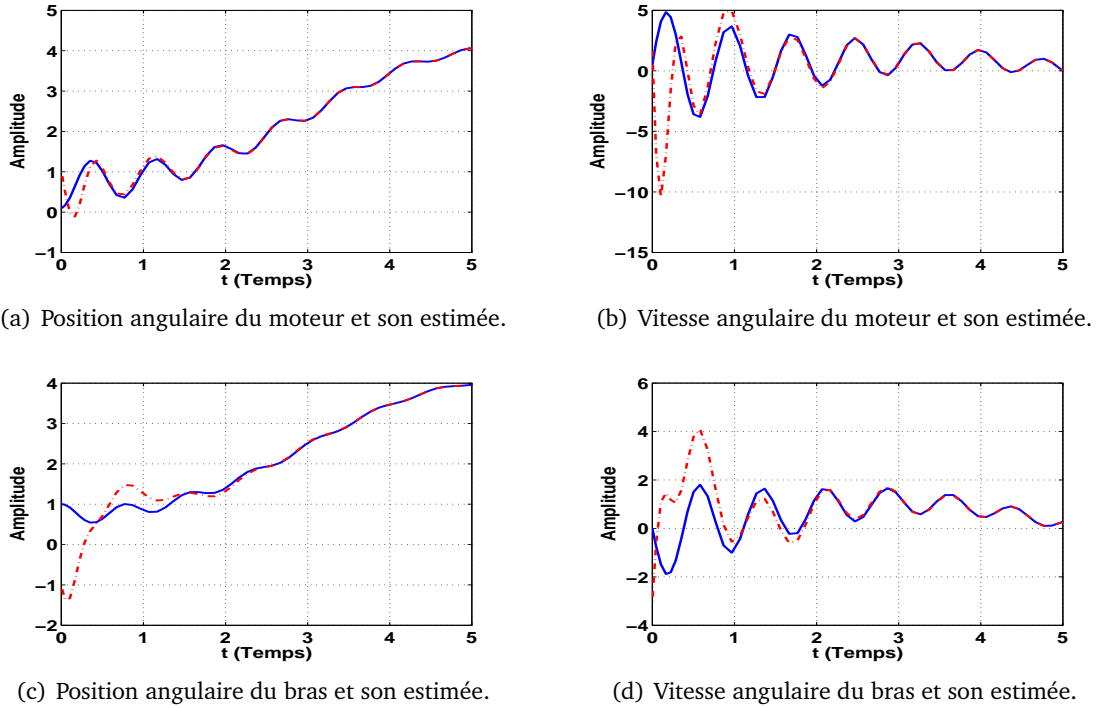 5
4
3
2
1
0
−1
Amplitude
0 1 2 3 4 5
t (Temps)
(a) Position angulaire du moteur et son estimée.
5
0
−5
−10
−15
Amplitude
0 1 2 3 4 5
t (Temps)
(b) Vitesse angulaire du moteur et son estimée.
4
3
2
1
0
−1
−2
Amplitude
0 1 2 3 4 5
t (Temps)
(c) Position angulaire du bras et son estimée.
6
4
2
0
−2
−4
Amplitude
0 1 2 3 4 5
t (Temps)
(d) Vitesse angulaire du bras et son estimée.